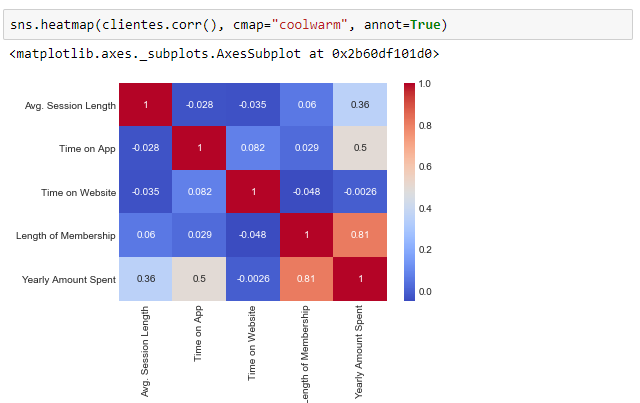 sns.heatmap(clientes.corr(), cmap="coolwarm", annot=True)
<matplotlib.axes._subplots.AxesSubplot at 0x2b60df101d0>
Avg. Session Length 1 -0.028 -0.035 0.06 0.36
Time on App -0.028 1 0.082 0.029 0.5
Time on Website -0.035 0.082 1 -0.048 -0.0026
Length of Membership 0.06 0.029 -0.048 1 0.81
Yearly Amount Spent 0.36 0.5 -0.0026 0.81 1
Avg. Session Length
Time on App
Time on Website
ength of Membership
Yearly Amount Spent
1.0
0.8
0.6
0.4
0.2
0.0